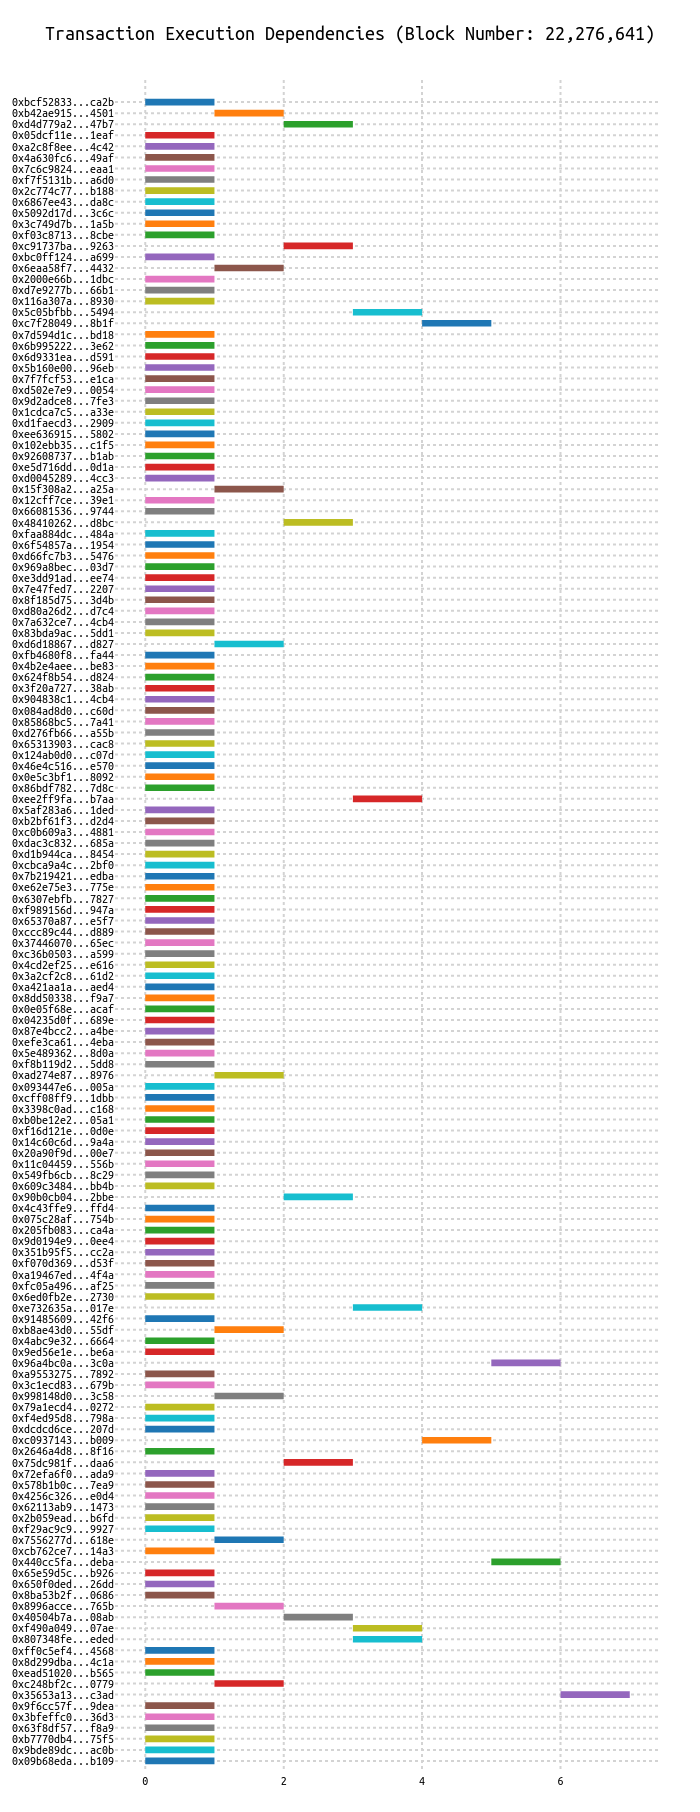 Transaction Execution Dependencies (Block Number: 22,276,641)
0xbcf52833...ca2b
0xb42ae915...4501
0xd4d779a2...47b7
0x05dcf11e...1eaf
0xa2c8f8ee...4c42
0x4a630fc6...49af
0x7c6c9824...eaa1
0xf7f5131b...a6d0
0x2c774c77...b188
0x6867ee43...da8c
0x5092d17d...3c6c
0x3c749d7b...1a5b
0xf03c8713...8cbe
0xc91737ba...9263
0xbc0ff124...a699
0x6eaa58f7...4432
0x2000e66b...1dbc
0xd7e9277b...66b1
0x116a307a...8930
0x5c05bfbb...5494
0xc7f28049...8b1f
0x7d594d1c...bd18
0x6b995222...3e62
0x6d9331ea...d591
0x5b160e00...96eb
0x7f7fcf53...e1ca
0xd502e7e9...0054
0x9d2adce8...7fe3
0x1cdca7c5...a33e
0xd1faecd3...2909
0xee636915...5802
0x102ebb35...c1f5
0x92608737...b1ab
0xe5d716dd...0d1a
0xd0045289...4cc3
0x15f308a2...a25a
0x12cff7ce...39e1
0x66081536...9744
0x48410262...d8bc
0xfaa884dc...484a
0x6f54857a...1954
0xd66fc7b3...5476
0x969a8bec...03d7
0xe3dd91ad...ee74
0x7e47fed7...2207
0x8f185d75...3d4b
0xd80a26d2...d7c4
0x7a632ce7...4cb4
0x83bda9ac...5dd1
0xd6d18867...d827
0xfb4680f8...fa44
0x4b2e4aee...be83
0x624f8b54...d824
0x3f20a727...38ab
0x904838c1...4cb4
0x084ad8d0...c60d
0x85868bc5...7a41
0xd276fb66...a55b
0x65313903...cac8
0x124ab0d0...c07d
0x46e4c516...e570
0x0e5c3bf1...8092
0x86bdf782...7d8c
0xee2ff9fa...b7aa
0x5af283a6...1ded
0xb2bf61f3...d2d4
0xc0b609a3...4881
0xdac3c832...685a
0xd1b944ca...8454
0xcbca9a4c...2bf0
0x7b219421...edba
0xe62e75e3...775e
0x6307ebfb...7827
0xf989156d...947a
0x65370a87...e5f7
0xccc89c44...d889
0x37446070...65ec
0xc36b0503...a599
0x4cd2ef25...e616
0x3a2cf2c8...61d2
0xa421aa1a...aed4
0x8dd50338...f9a7
0x0e05f68e...acaf
0x04235d0f...689e
0x87e4bcc2...a4be
0xefe3ca61...4eba
0x5e489362...8d0a
0xf8b119d2...5dd8
0xad274e87...8976
0x093447e6...005a
0xcff08ff9...1dbb
0x3398c0ad...c168
0xb0be12e2...05a1
0xf16d121e...0d0e
0x14c60c6d...9a4a
0x20a90f9d...00e7
0x11c04459...556b
0x549fb6cb...8c29
0x609c3484...bb4b
0x90b0cb04...2bbe
0x4c43ffe9...ffd4
0x075c28af...754b
0x205fb083...ca4a
0x9d0194e9...0ee4
0x351b95f5...cc2a
0xf070d369...d53f
0xa19467ed...4f4a
0xfc05a496...af25
0x6ed0fb2e...2730
0xe732635a...017e
0x91485609...42f6
0xb8ae43d0...55df
0x4abc9e32...6664
0x9ed56e1e...be6a
0x96a4bc0a...3c0a
0xa9553275...7892
0x3c1ecd83...679b
0x998148d0...3c58
0x79a1ecd4...0272
0xf4ed95d8...798a
0xdcdcd6ce...207d
0xc0937143...b009
0x2646a4d8...8f16
0x75dc981f...daa6
0x72efa6f0...ada9
0x578b1b0c...7ea9
0x4256c326...e0d4
0x62113ab9...1473
0x2b059ead...b6fd
0xf29ac9c9...9927
0x7556277d...618e
0xcb762ce7...14a3
0x440cc5fa...deba
0x65e59d5c...b926
0x650f0ded...26dd
0x8ba53b2f...0686
0x8996acce...765b
0x40504b7a...08ab
0xf490a049...07ae
0x807348fe...eded
0xff0c5ef4...4568
0x8d299dba...4c1a
0xead51020...b565
0xc248bf2c...0779
0x35653a13...c3ad
0x9f6cc57f...9dea
0x3bfeffc0...36d3
0x63f8df57...f8a9
0xb7770db4...75f5
0x9bde89dc...ac0b
0x09b68eda...b109
0 2 4 6